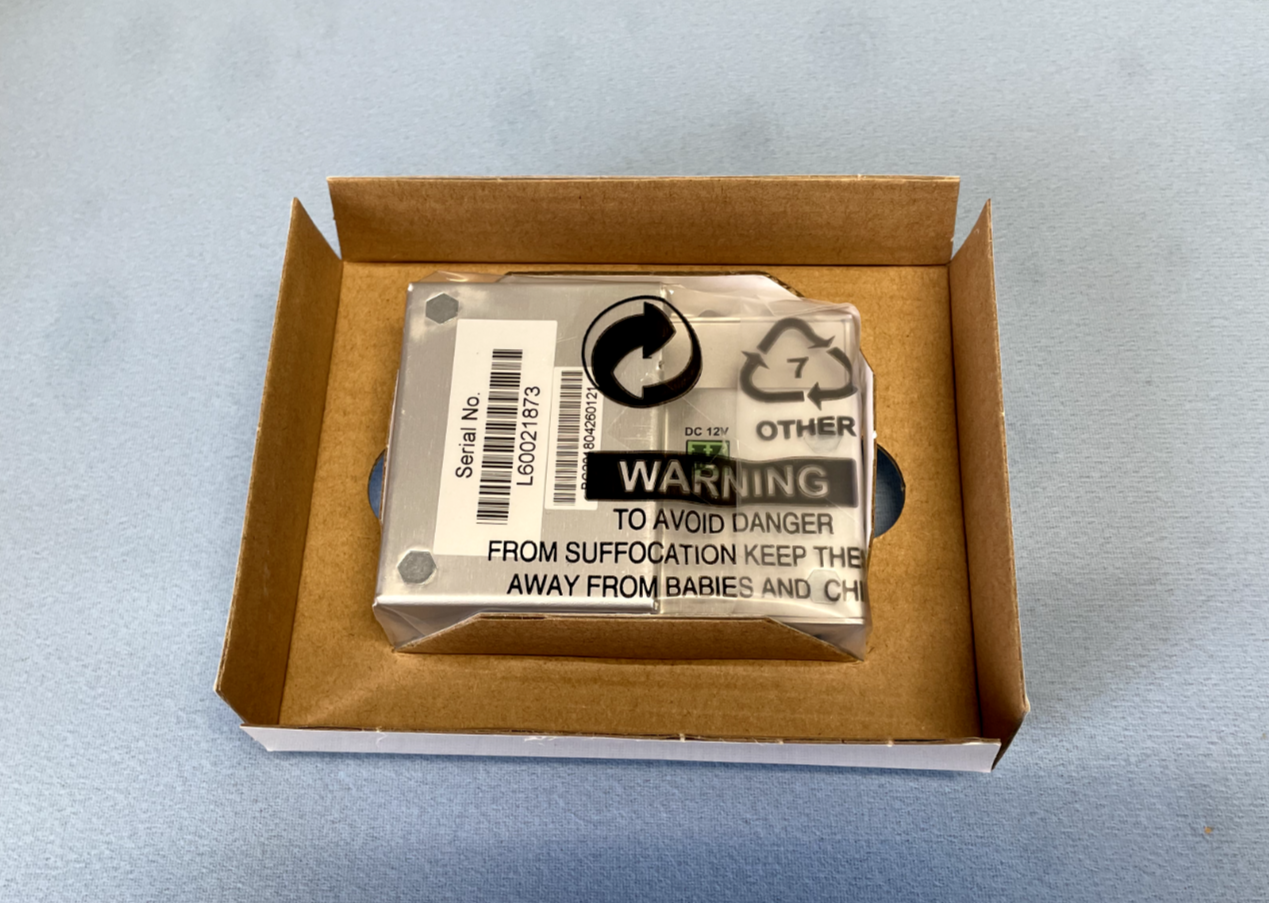 Serial No.
L60021873
7
OTHER
DC 12V
WARNING
TO AVOID DANGER
FROM SUFFOCATION KEEP THE
AWAY FROM BABIES AND CHI